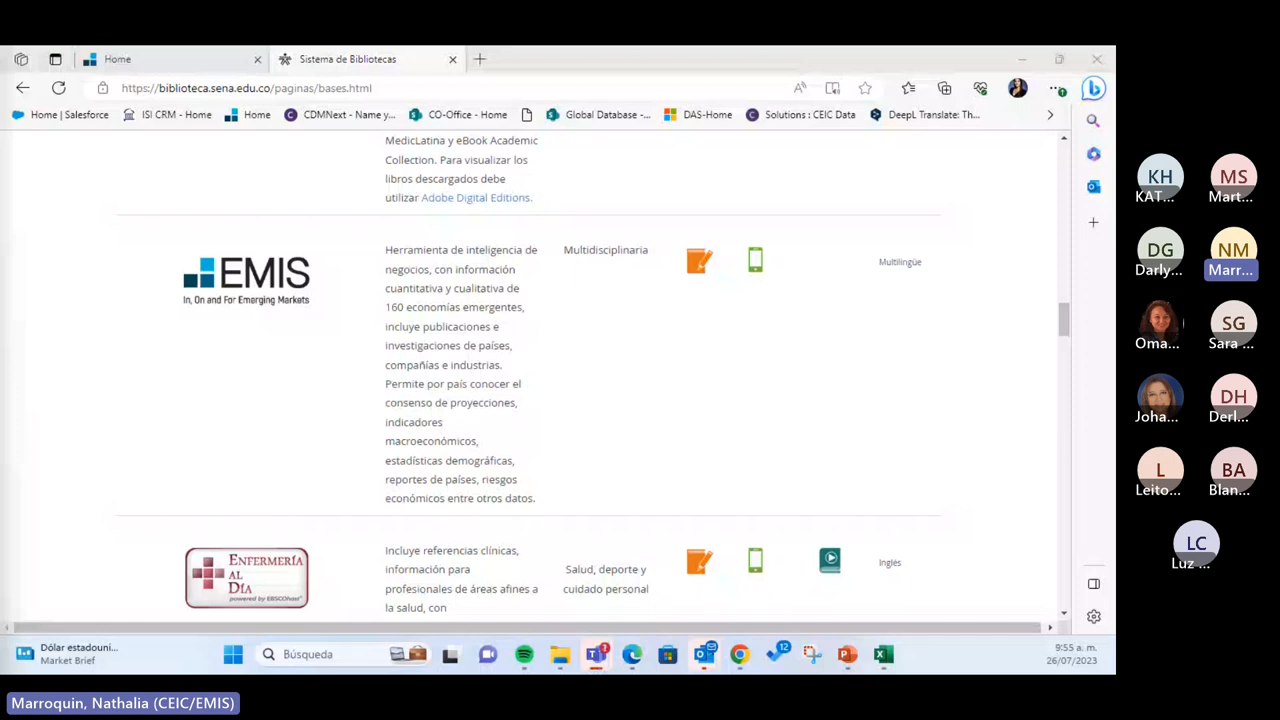 Home
Sistema de Bibliotecas
https://biblioteca.sena.edu.co/paginas/bases.html
Home | Salesforce
ISI CRM - Home
Home
CDMNext - Name y...
CO-Office - Home
Global Database -...
DAS-Home
Solutions : CEIC Data
DeepL Translate: Th...
MedicLatina y eBook Academic
Collection. Para visualizar los
libros descargados debe
utilizar Adobe Digital Editions.
EMIS
In, On and For Emerging Markets
Herramienta de inteligencia de
negocios, con información
cuantitativa y cualitativa de
160 economías emergentes,
incluye publicaciones e
investigaciones de países,
compañías e industrias.
Permite por país conocer el
consenso de proyecciones,
indicadores
macroeconómicos,
estadísticas demográficas,
reportes de países, riesgos
económicos entre otros datos.
Multidisciplinaria
Multilingüe
ENFERMERÍA
AL
DÍA
powered by EBSCOhost
Incluye referencias clínicas,
información para
profesionales de áreas afines a
la salud, con
Salud, deporte y
cuidado personal
Inglés
Dólar estadouni...
Market Brief
Búsqueda
1
12
9:55 a. m.
26/07/2023
KH
KAT...
MS
Mart...
DG
Darly...
NM
Marr...
Oma...
SG
Sara ...
Joha...
DH
Derl...
L
Leito...
BA
Blan...
LC
Luz ...
Marroquin, Nathalia (CEIC/EMIS)